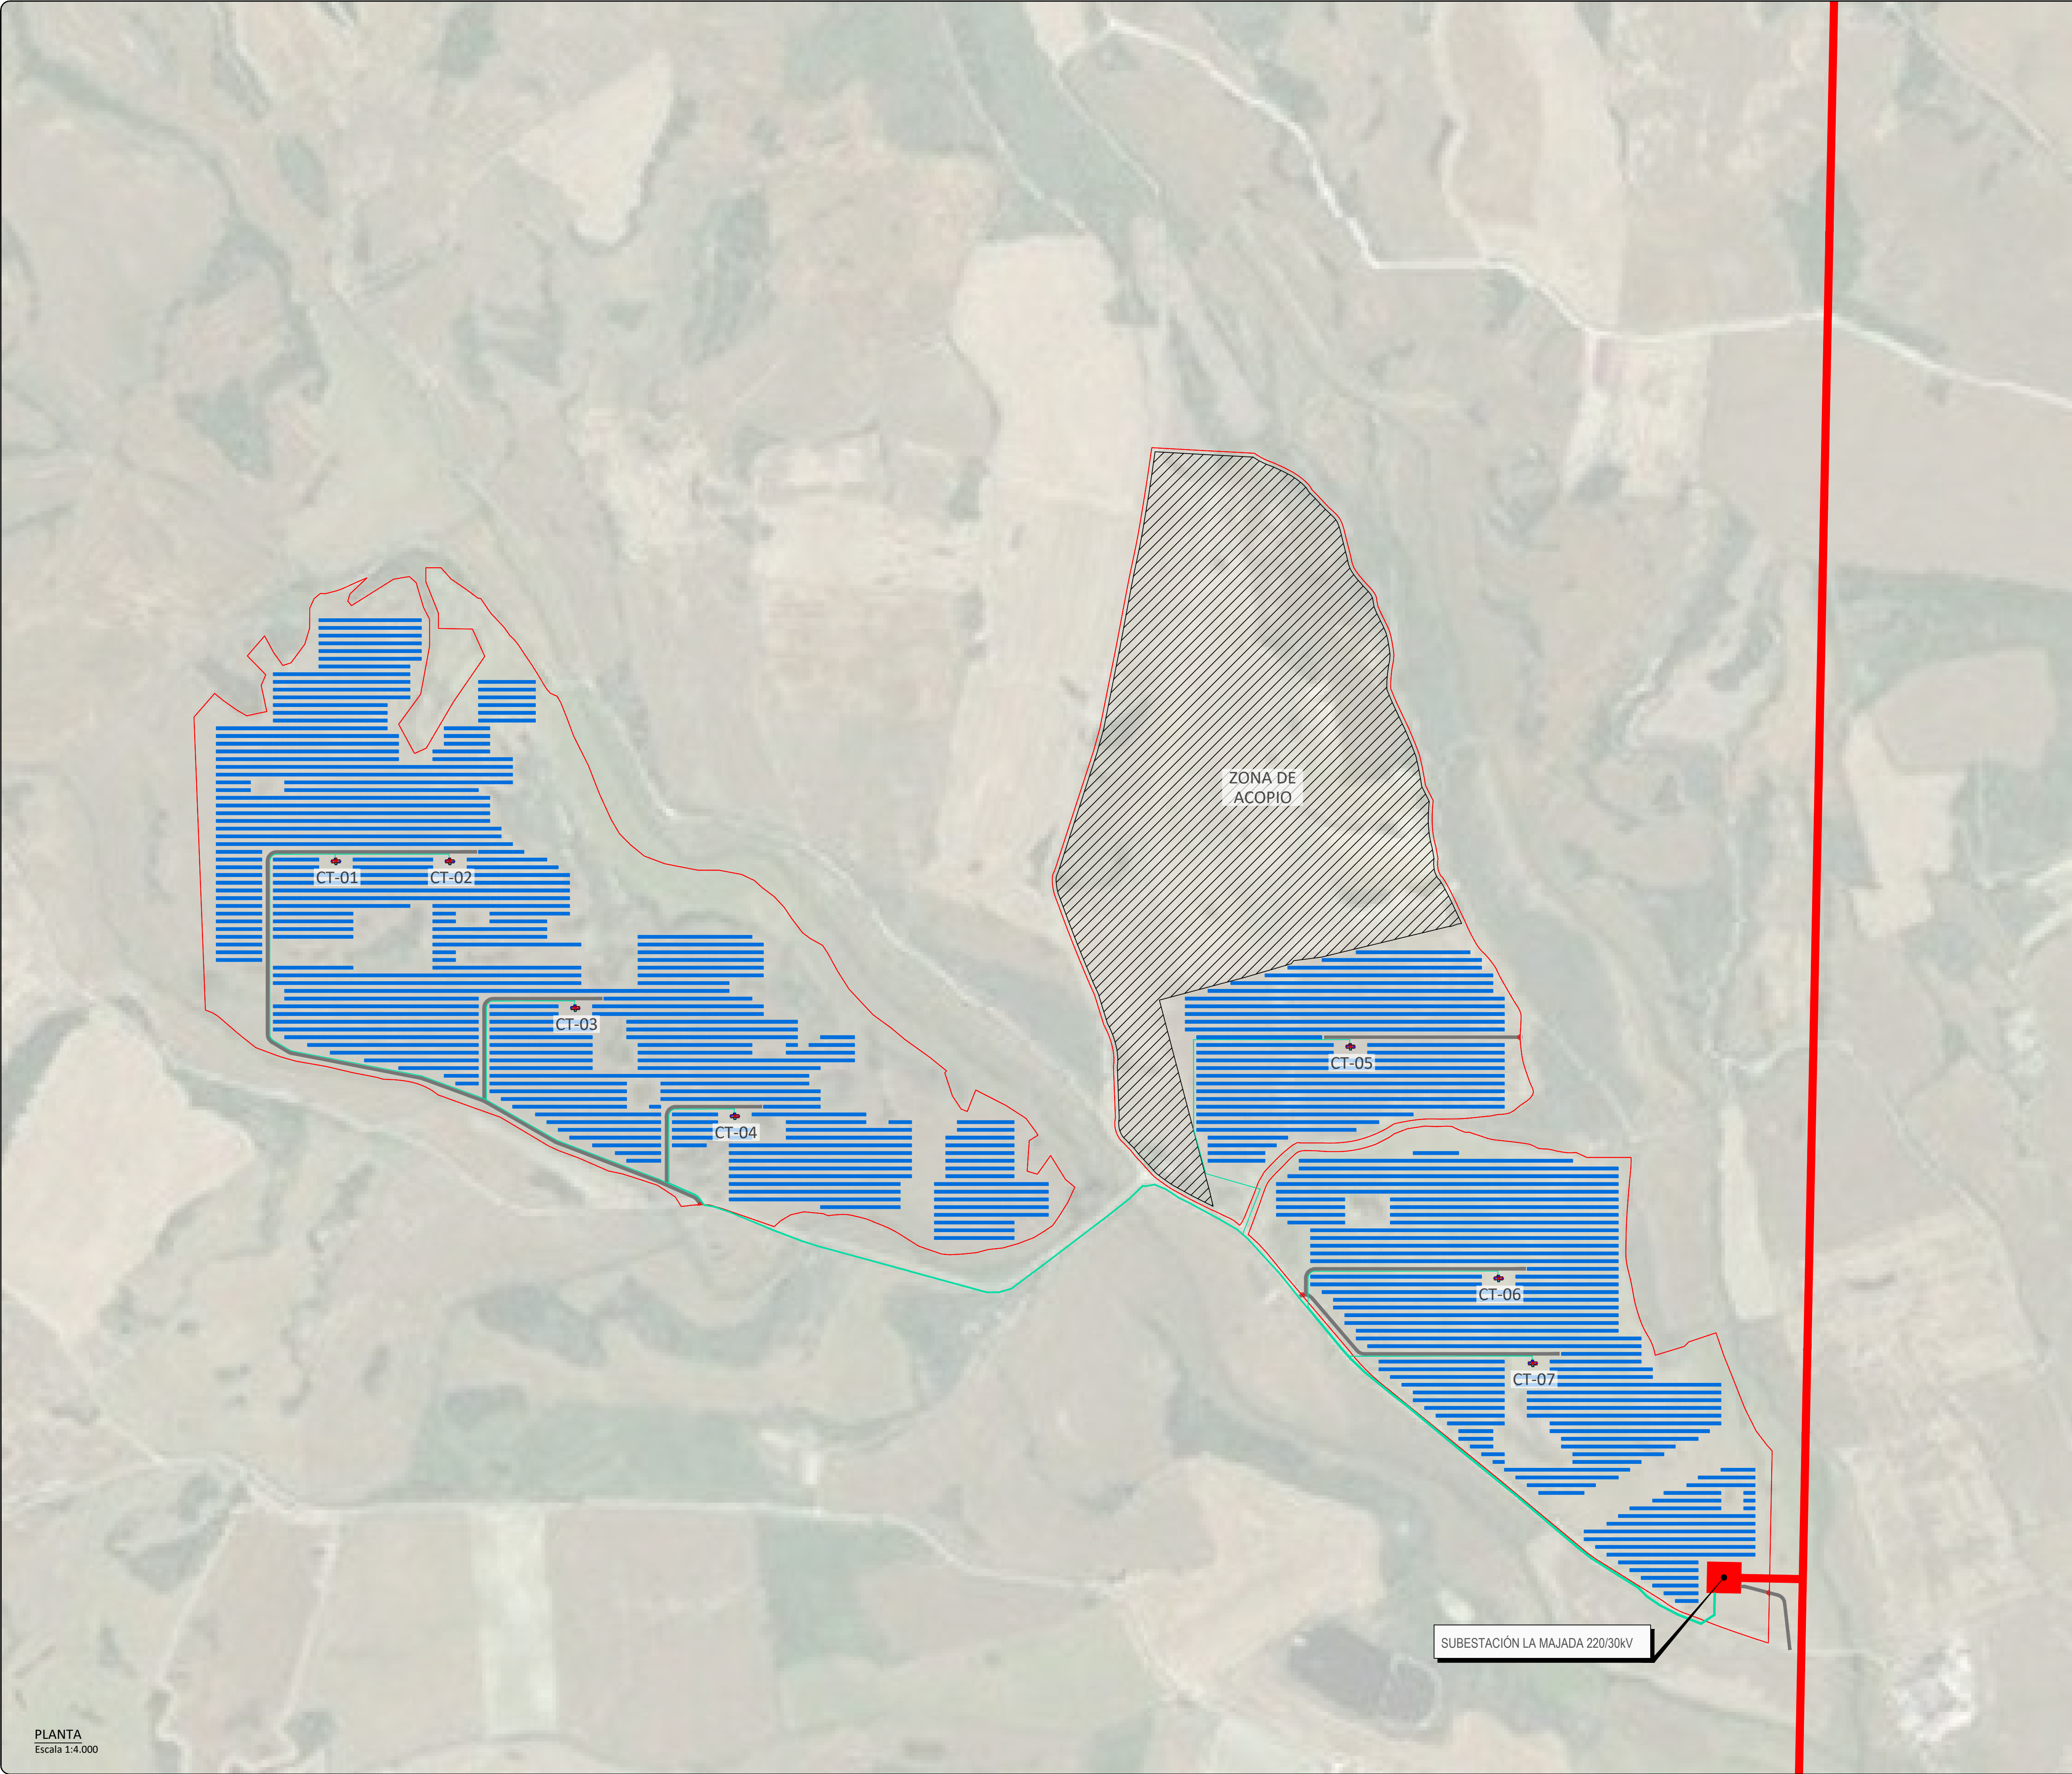 ZONA DE
ACOPIO
CT-01
CT-02
CT-03
CT-04
CT-05
CT-06
CT-07
SUBESTACIÓN LA MAJADA 220/30kV
PLANTA
Escala 1:4.000